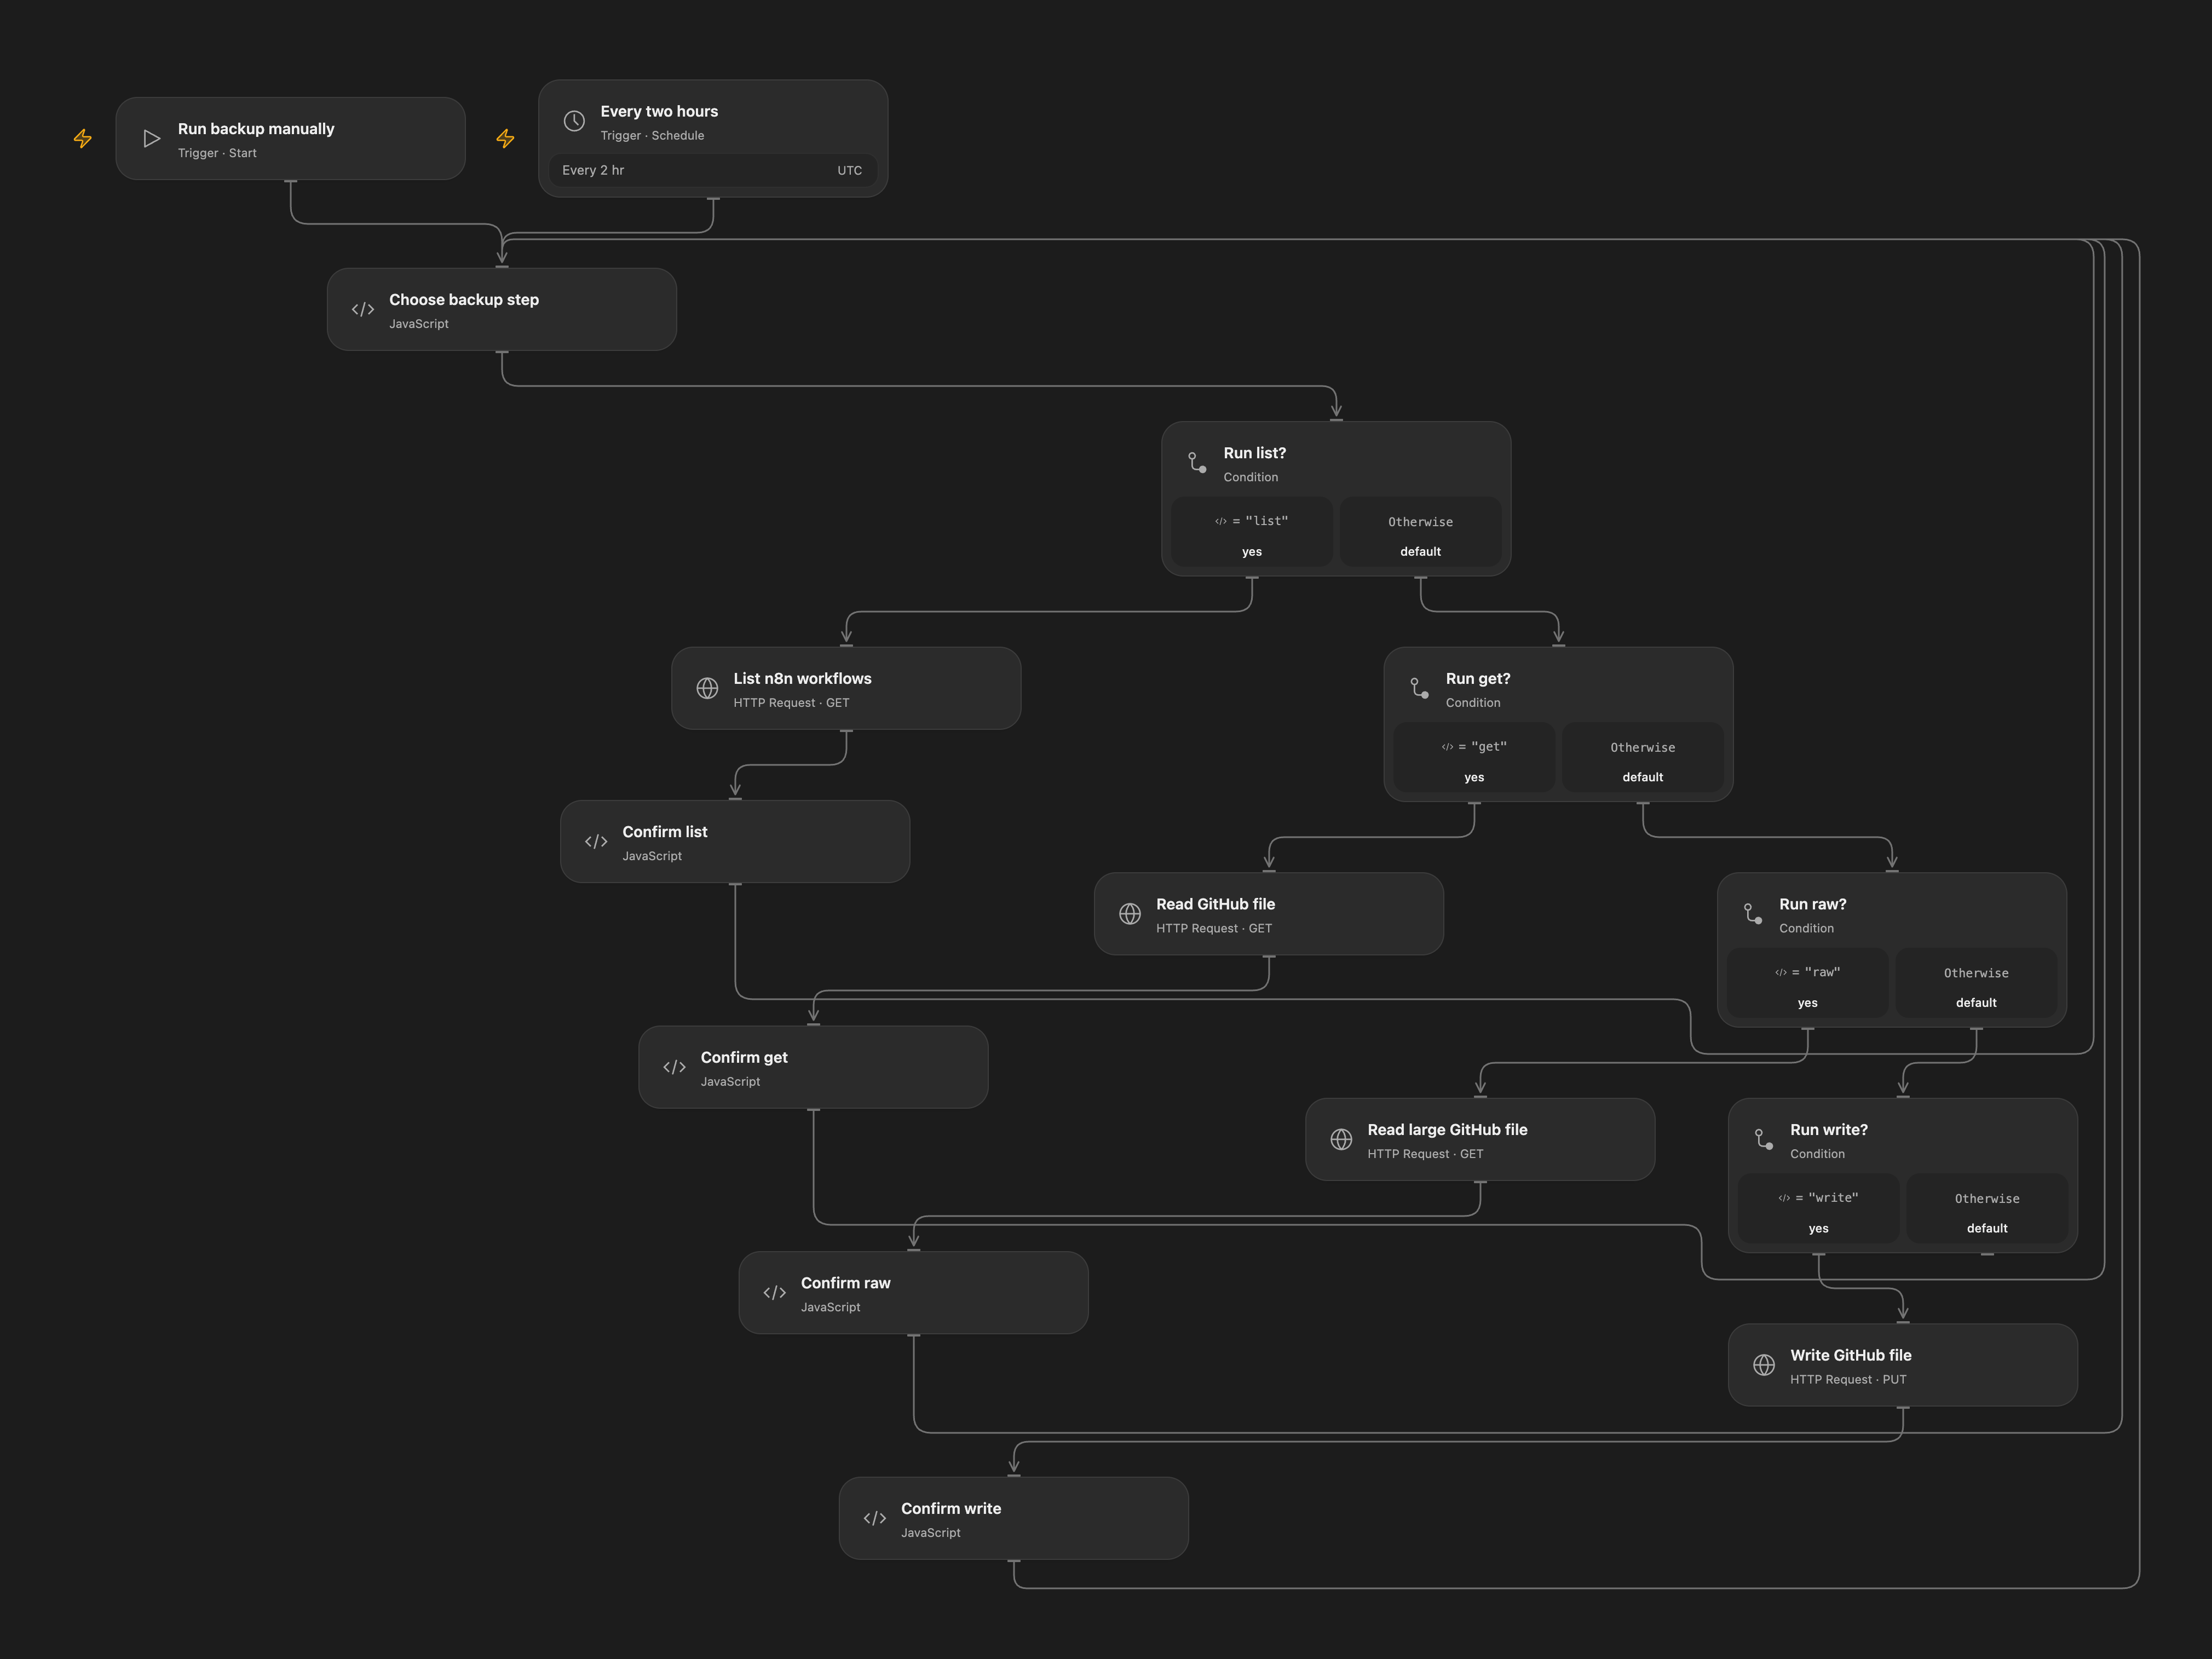 Run backup manually
Trigger · Start
Every two hours
Trigger · Schedule
Every 2 hr
UTC
Choose backup step
JavaScript
Run list?
Condition
</> = "list"
yes
Otherwise
default
List n8n workflows
HTTP Request · GET
Run get?
Condition
</> = "get"
yes
Otherwise
default
Confirm list
JavaScript
Read GitHub file
HTTP Request · GET
Run raw?
Condition
</> = "raw"
yes
Otherwise
default
Confirm get
JavaScript
Read large GitHub file
HTTP Request · GET
Run write?
Condition
</> = "write"
yes
Otherwise
default
Confirm raw
JavaScript
Write GitHub file
HTTP Request · PUT
Confirm write
JavaScript